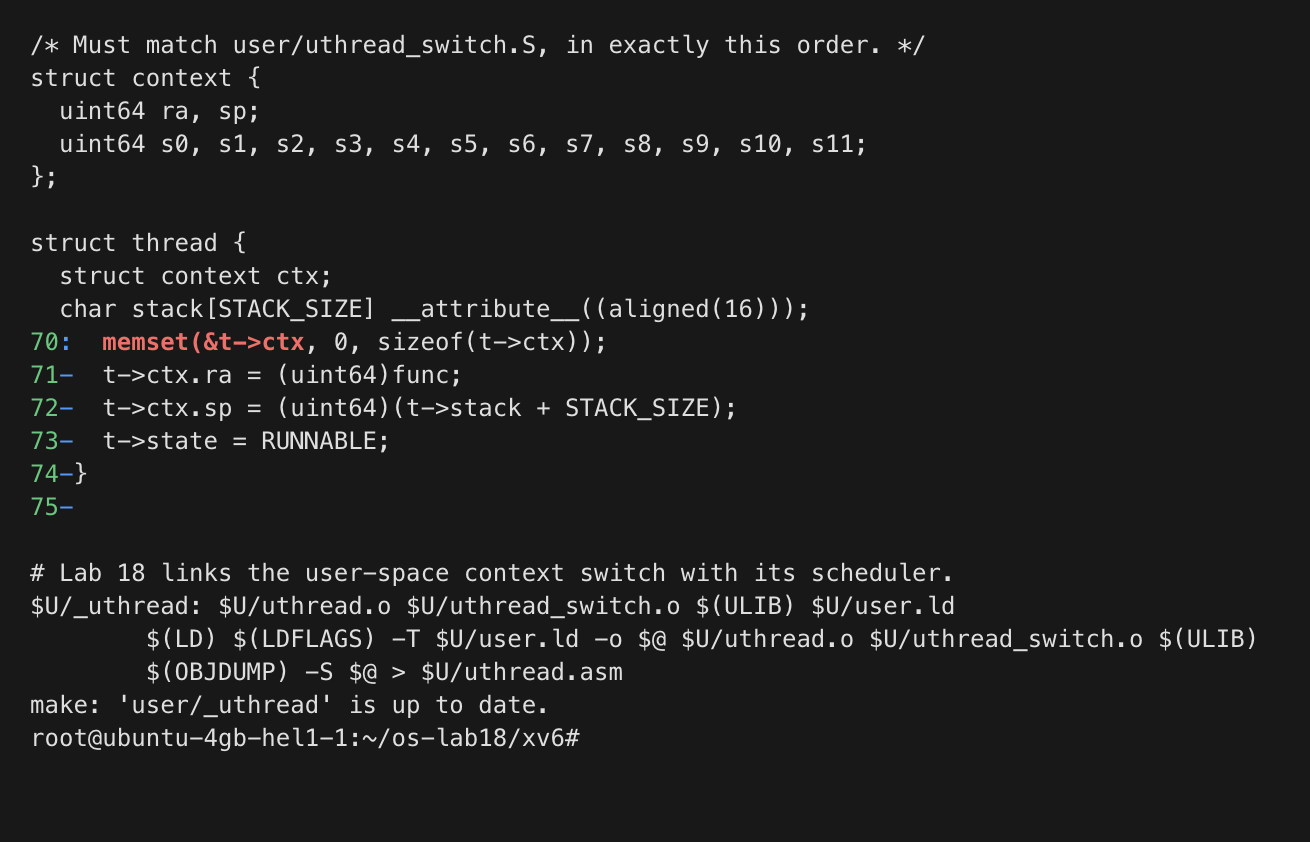 /* Must match user/uthread_switch.S, in exactly this order. */
struct context {
  uint64 ra, sp;
  uint64 s0, s1, s2, s3, s4, s5, s6, s7, s8, s9, s10, s11;
};

struct thread {
  struct context ctx;
  char stack[STACK_SIZE] __attribute__((aligned(16)));
70:  memset(&t->ctx, 0, sizeof(t->ctx));
71-  t->ctx.ra = (uint64)func;
72-  t->ctx.sp = (uint64)(t->stack + STACK_SIZE);
73-  t->state = RUNNABLE;
74-}
75-

# Lab 18 links the user-space context switch with its scheduler.
$U/_uthread: $U/uthread.o $U/uthread_switch.o $(ULIB) $U/user.ld
        $(LD) $(LDFLAGS) -T $U/user.ld -o $@ $U/uthread.o $U/uthread_switch.o $(ULIB)
        $(OBJDUMP) -S $@ > $U/uthread.asm
make: 'user/_uthread' is up to date.
root@ubuntu-4gb-hel1-1:~/os-lab18/xv6#